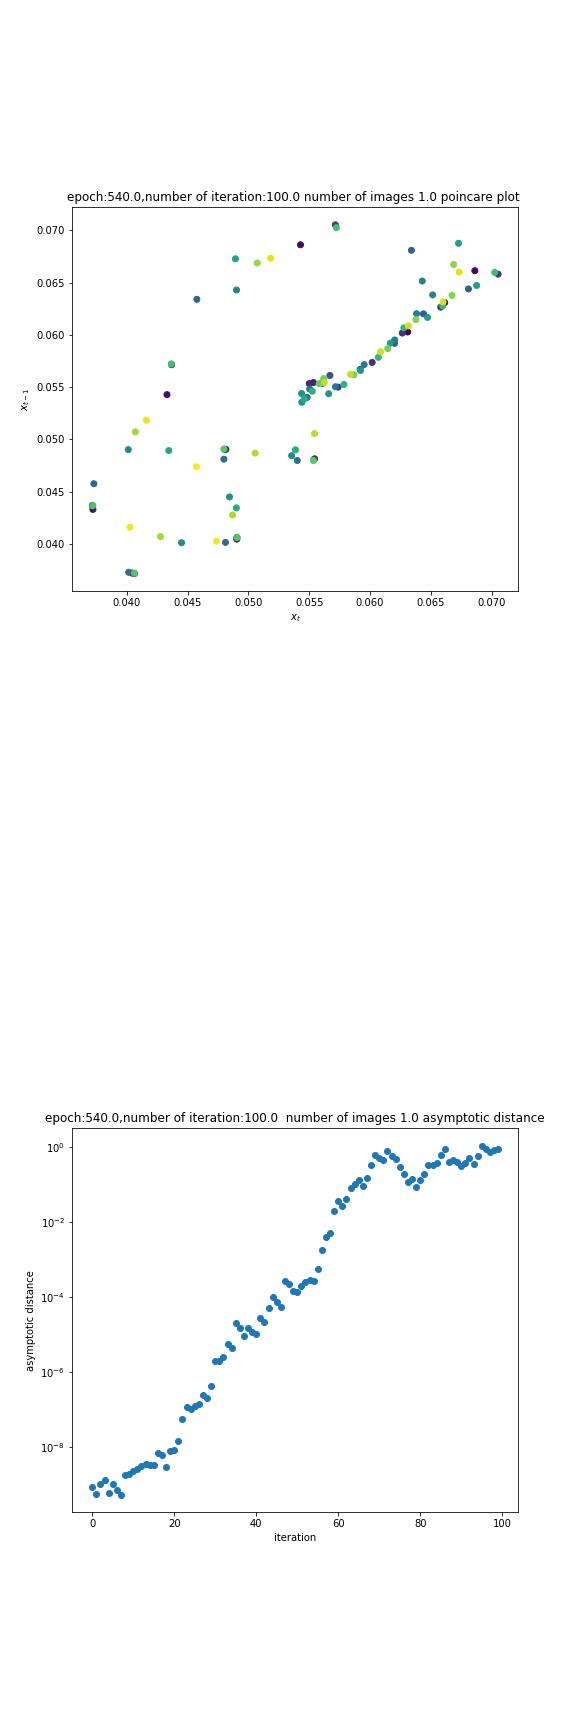 epoch:540.0,number of iteration:100.0 number of images 1.0 poincare plot
0.070
0.065
0.060
0.055
0.050
0.045
0.040
x_{t-1}
0.040 0.045 0.050 0.055 0.060 0.065 0.070
x_t
epoch:540.0,number of iteration:100.0  number of images 1.0 asymptotic distance
10^0
10^{-2}
10^{-4}
10^{-6}
10^{-8}
asymptotic distance
0 20 40 60 80 100
iteration